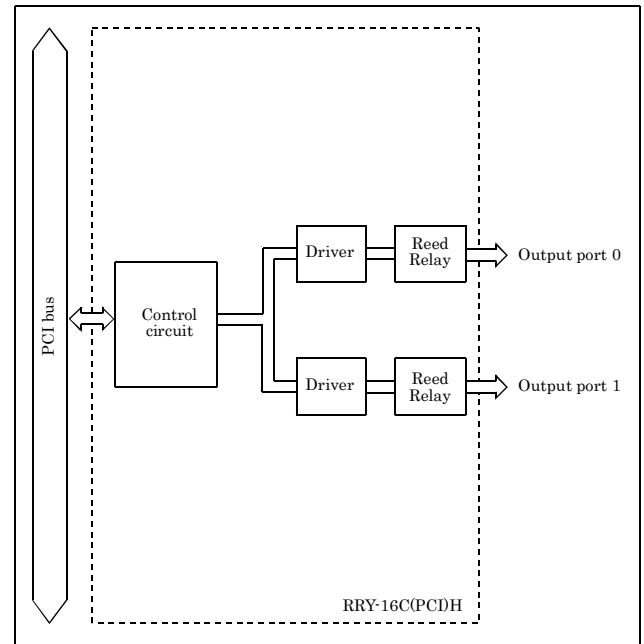 PCI bus
Control
circuit
Driver
Reed
Relay
Output port 0
Driver
Reed
Relay
Output port 1
RRY-16C(PCI)H